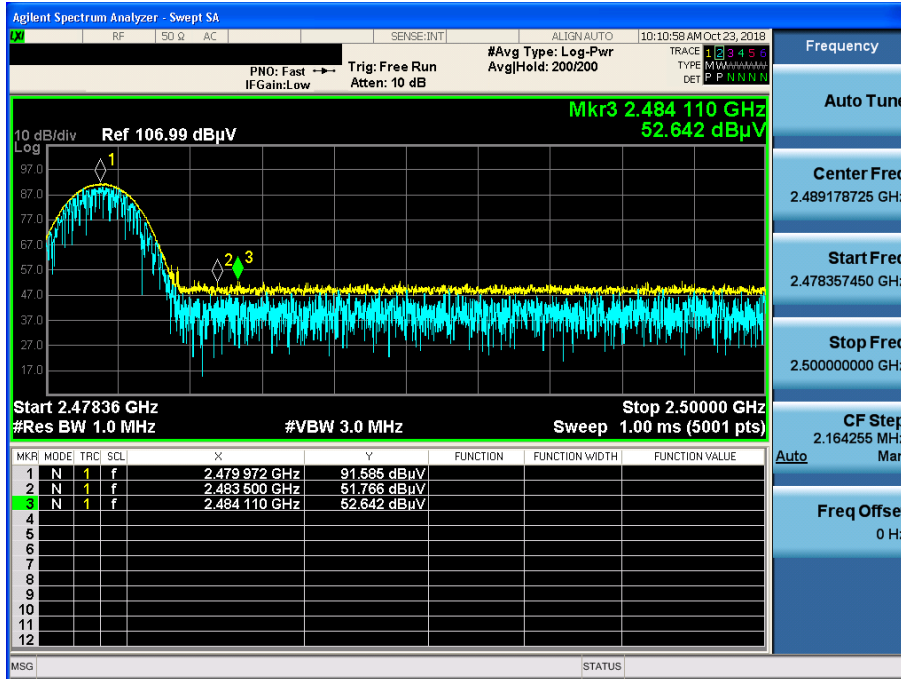 Agilent Spectrum Analyzer - Swept SA
LXI RF 50 Ω AC SENSE:INT ALIGN AUTO 10:10:58 AM Oct 23, 2018
PNO: Fast Trig: Free Run #Avg Type: Log-Pwr TRACE 1 2 3 4 5 6
IFGain:Low Atten: 10 dB Avg|Hold: 200/200 TYPE MWWWWW
DET P P N N N N
Frequency
Mkr3 2.484 110 GHz
52.642 dBµV
10 dB/div Ref 106.99 dBµV
Log
97.0
87.0
77.0
67.0
57.0
47.0
37.0
27.0
17.0
1
2
3
Start 2.47836 GHz Stop 2.50000 GHz
#Res BW 1.0 MHz #VBW 3.0 MHz Sweep 1.00 ms (5001 pts)
MKR MODE TRC SCL X Y FUNCTION FUNCTION WIDTH FUNCTION VALUE
1 N 1 f 2.479 972 GHz 91.585 dBµV
2 N 1 f 2.483 500 GHz 51.766 dBµV
3 N 1 f 2.484 110 GHz 52.642 dBµV
4
5
6
7
8
9
10
11
12
Auto Tune
Center Freq
2.489178725 GHz
Start Freq
2.478357450 GHz
Stop Freq
2.500000000 GHz
CF Step
2.164255 MHz
Auto Man
Freq Offset
0 Hz
MSG STATUS